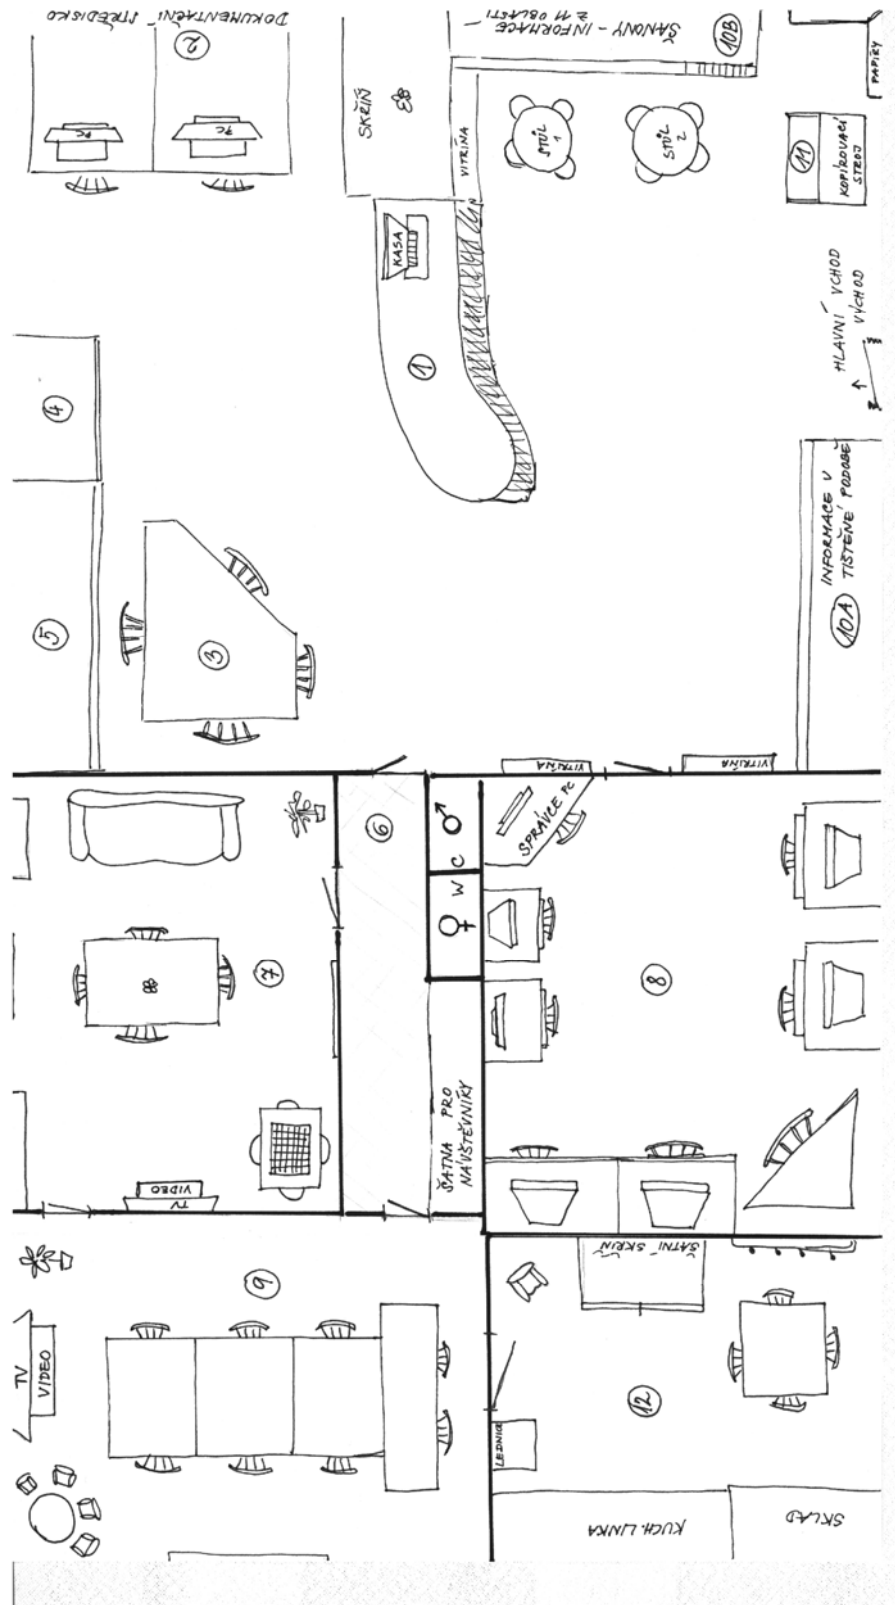 DOKUMENTAČNÍ STŘEDISKO
2
PC
PC
SKŘÍŇ
VITRÍNA
ŠANONY - INFORMACE
Z 11 OBLASTÍ
10B
STŮL
1
STŮL
2
PAPÍRY
11
KOPÍROVACÍ
STROJ
KASA
1
HLAVNÍ VCHOD
VÝCHOD
4
5
3
INFORMACE V
TIŠTĚNÉ PODOBĚ
10A
VITRÍNA
VITRÍNA
6
WC
SPRÁVCE PC
7
8
ŠATNA PRO
NÁVŠTĚVNÍKY
VIDEO
TV
9
TV
VIDEO
ŠATNÍ SKŘÍŇ
12
LEDNICE
KUCH. LINKA
SKLAD